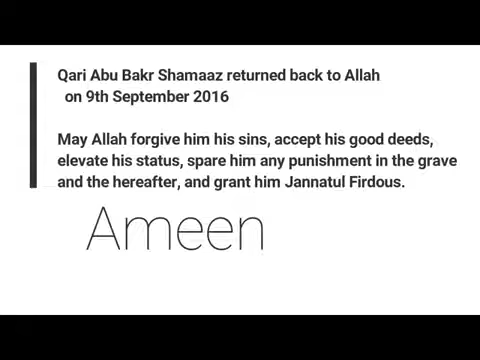 Qari Abu Bakr Shamaaz returned back to Allah
on 9th September 2016
May Allah forgive him his sins, accept his good deeds,
elevate his status, spare him any punishment in the grave
and the hereafter, and grant him Jannatul Firdous.
Ameen